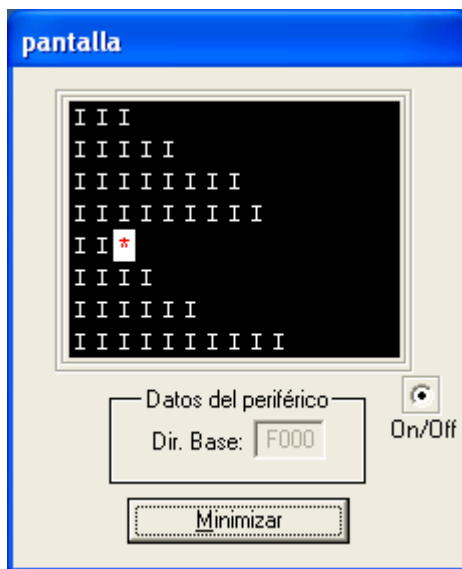 pantalla
I I I
I I I I I
I I I I I I I I
I I I I I I I I I
I I *
I I I I
I I I I I I
I I I I I I I I I I
Datos del periférico
Dir. Base: F000
On/Off
Minimizar